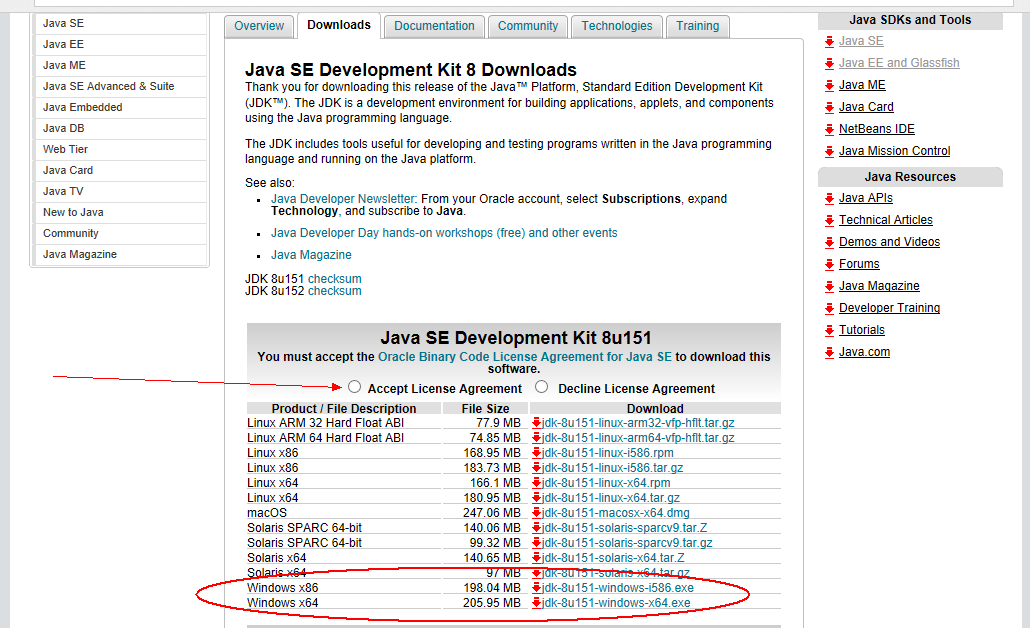 Java SE
Java EE
Java ME
Java SE Advanced & Suite
Java Embedded
Java DB
Web Tier
Java Card
Java TV
New to Java
Community
Java Magazine
Overview
Downloads
Documentation
Community
Technologies
Training
Java SE Development Kit 8 Downloads
Thank you for downloading this release of the Java™ Platform, Standard Edition Development Kit
(JDK™). The JDK is a development environment for building applications, applets, and components
using the Java programming language.
The JDK includes tools useful for developing and testing programs written in the Java programming
language and running on the Java platform.
See also:
Java Developer Newsletter: From your Oracle account, select Subscriptions, expand
Technology, and subscribe to Java.
Java Developer Day hands-on workshops (free) and other events
Java Magazine
JDK 8u151 checksum
JDK 8u152 checksum
Java SE Development Kit 8u151
You must accept the Oracle Binary Code License Agreement for Java SE to download this
software.
Accept License Agreement Decline License Agreement
Product / File Description File Size Download
Linux ARM 32 Hard Float ABI 77.9 MB jdk-8u151-linux-arm32-vfp-hflt.tar.gz
Linux ARM 64 Hard Float ABI 74.85 MB jdk-8u151-linux-arm64-vfp-hflt.tar.gz
Linux x86 168.95 MB jdk-8u151-linux-i586.rpm
Linux x86 183.73 MB jdk-8u151-linux-i586.tar.gz
Linux x64 166.1 MB jdk-8u151-linux-x64.rpm
Linux x64 180.95 MB jdk-8u151-linux-x64.tar.gz
macOS 247.06 MB jdk-8u151-macosx-x64.dmg
Solaris SPARC 64-bit 140.06 MB jdk-8u151-solaris-sparcv9.tar.Z
Solaris SPARC 64-bit 99.32 MB jdk-8u151-solaris-sparcv9.tar.gz
Solaris x64 140.65 MB jdk-8u151-solaris-x64.tar.Z
Solaris x64 97 MB jdk-8u151-solaris-x64.tar.gz
Windows x86 198.04 MB jdk-8u151-windows-i586.exe
Windows x64 205.95 MB jdk-8u151-windows-x64.exe
Java SDKs and Tools
Java SE
Java EE and Glassfish
Java ME
Java Card
NetBeans IDE
Java Mission Control
Java Resources
Java APIs
Technical Articles
Demos and Videos
Forums
Java Magazine
Developer Training
Tutorials
Java.com